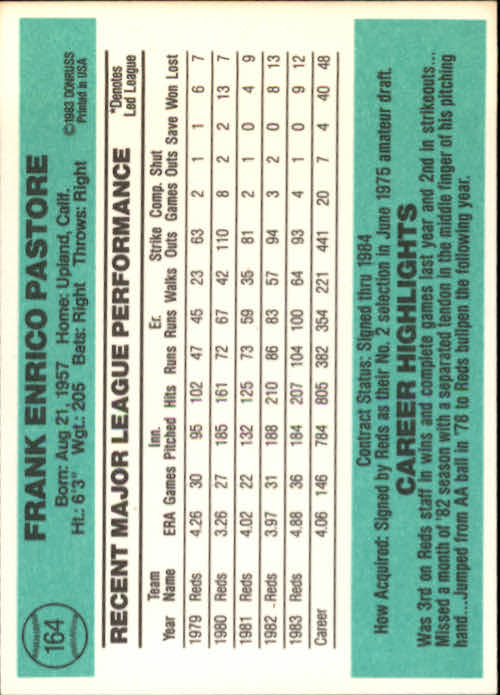 164
FRANK ENRICO PASTORE
©1983 DONRUSS
Printed in USA
Born: Aug 21, 1957 Home: Upland, Calif.
Ht.: 6'3" Wgt.: 205 Bats: Right Throws: Right
RECENT MAJOR LEAGUE PERFORMANCE
*Denotes
Led League
Team Inn. Er. Strike Comp. Shut
Year Name ERA Games Pitched Hits Runs Runs Walks Outs Games Outs Save Won Lost
1979 Reds 4.26 30 95 102 47 45 23 63 2 1 1 6 7
1980 Reds 3.26 27 185 161 72 67 42 110 8 2 2 13 7
1981 Reds 4.02 22 132 125 73 59 35 81 2 1 0 4 9
1982 Reds 3.97 31 188 210 86 83 57 94 3 2 0 8 13
1983 Reds 4.88 36 184 207 104 100 64 93 4 1 0 9 12
Career 4.06 146 784 805 382 354 221 441 20 7 4 40 48
Contract Status: Signed thru 1984
How Acquired: Signed by Reds as their No. 2 selection in June 1975 amateur draft.
CAREER HIGHLIGHTS
Was 3rd on Reds staff in wins and complete games last year and 2nd in strikeouts...
Missed a month of '82 season with a separated tendon in the middle finger of his pitching
hand...Jumped from AA ball in '78 to Reds bullpen the following year.